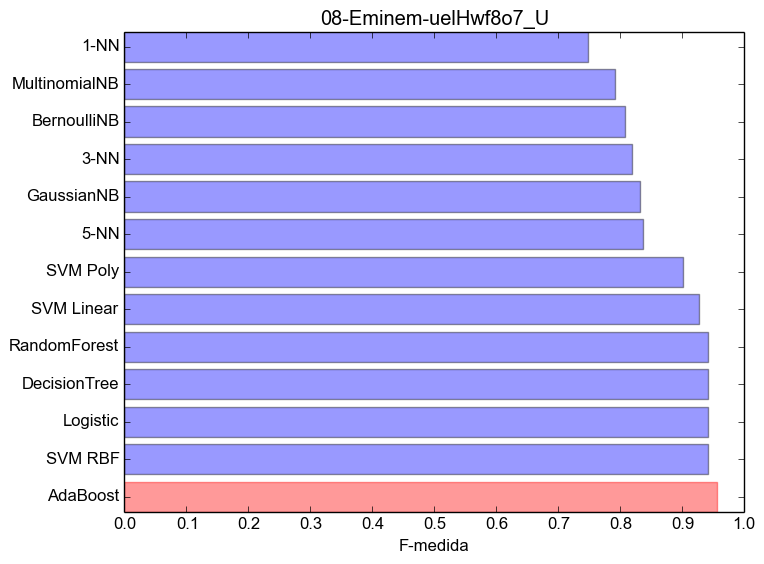 08-Eminem-uelHwf8o7_U
1-NN
MultinomialNB
BernoulliNB
3-NN
GaussianNB
5-NN
SVM Poly
SVM Linear
RandomForest
DecisionTree
Logistic
SVM RBF
AdaBoost
0.0 0.1 0.2 0.3 0.4 0.5 0.6 0.7 0.8 0.9 1.0
F-medida